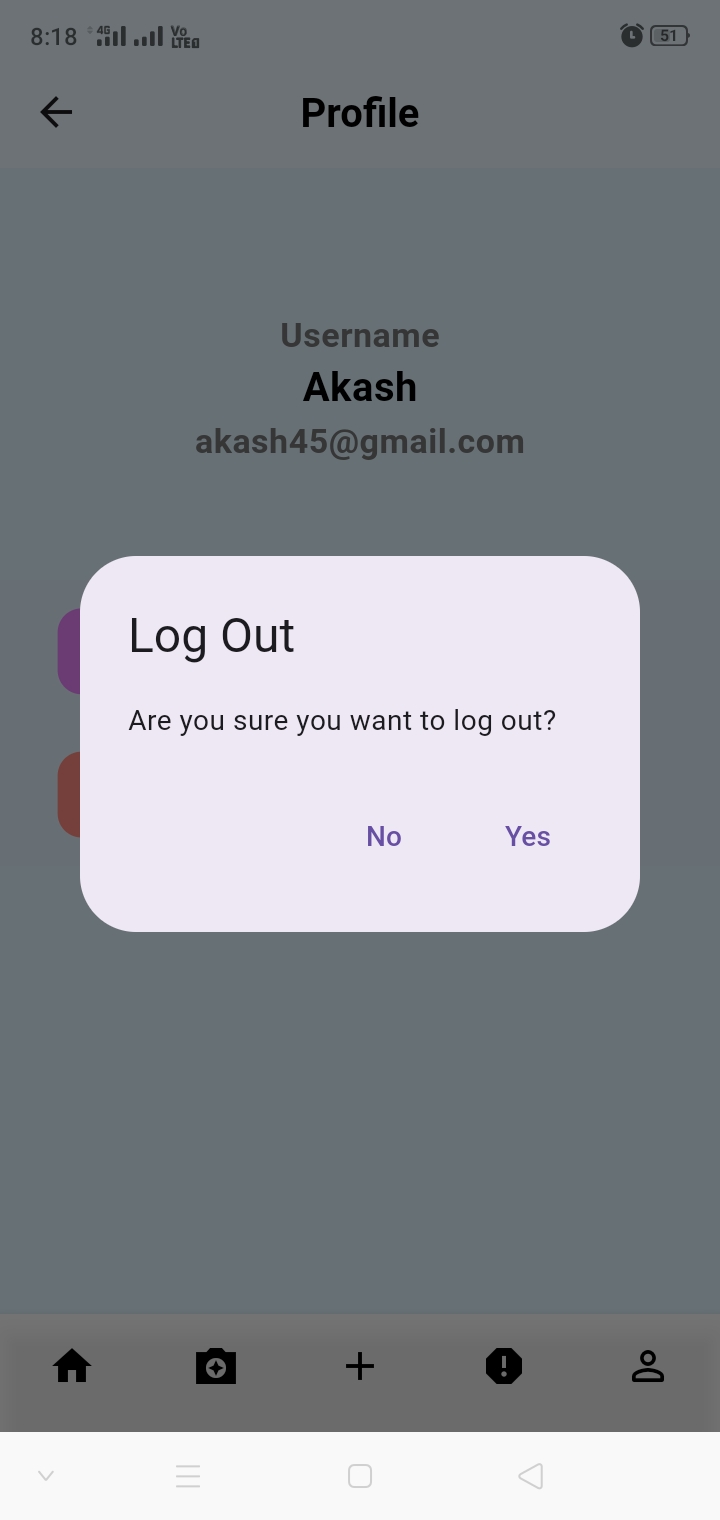 8:18 4G Vo LTE 51
Profile
Username
Akash
akash45@gmail.com
Log Out
Are you sure you want to log out?
No Yes